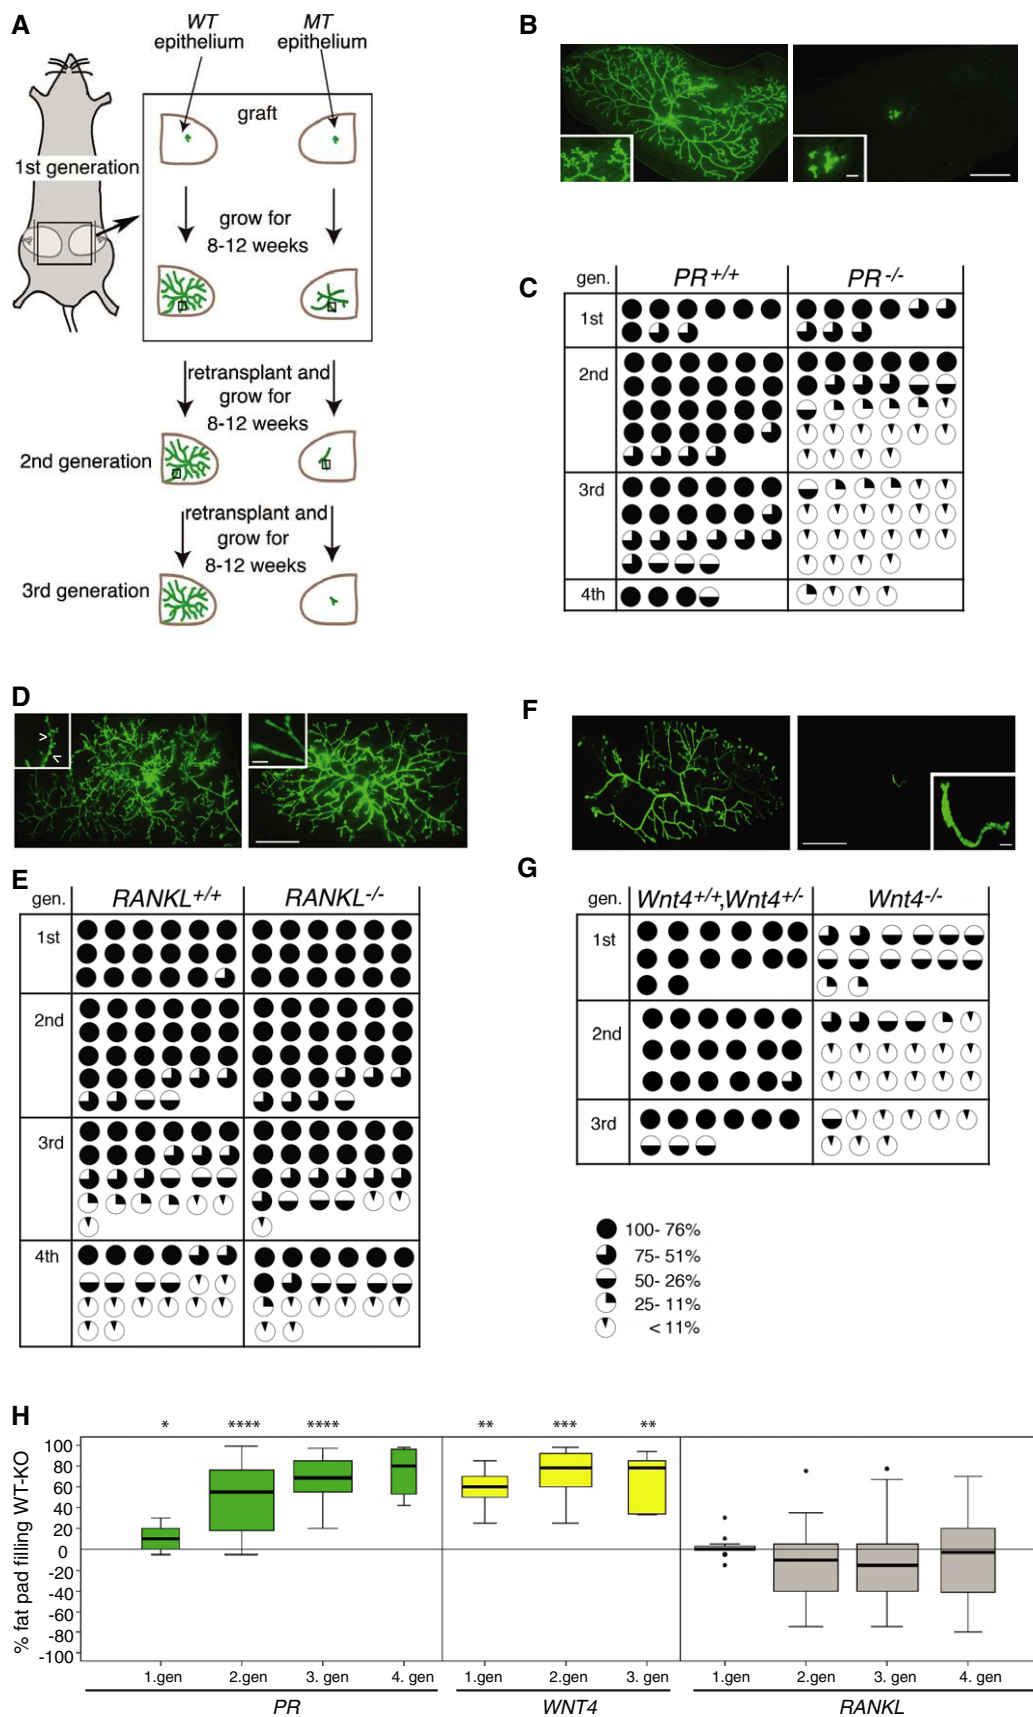 A
WT
epithelium
MT
epithelium
graft
1st generation
grow for
8-12 weeks
retransplant and
grow for
8-12 weeks
2nd generation
retransplant and
grow for
8-12 weeks
3rd generation
B
C
gen.
PR+/+
PR-/-
1st
2nd
3rd
4th
D
>
<
E
gen.
RANKL+/+
RANKL-/-
1st
2nd
3rd
4th
F
G
gen.
Wnt4+/+,Wnt4+/-
Wnt4-/-
1st
2nd
3rd
100- 76%
75- 51%
50- 26%
25- 11%
< 11%
H
* **** **** ** *** **
% fat pad filling WT-KO
100
80
60
40
20
0
-20
-40
-60
-80
-100
1.gen 2.gen 3. gen 4. gen 1.gen 2.gen 3. gen 1.gen 2.gen 3. gen 4. gen
PR WNT4 RANKL